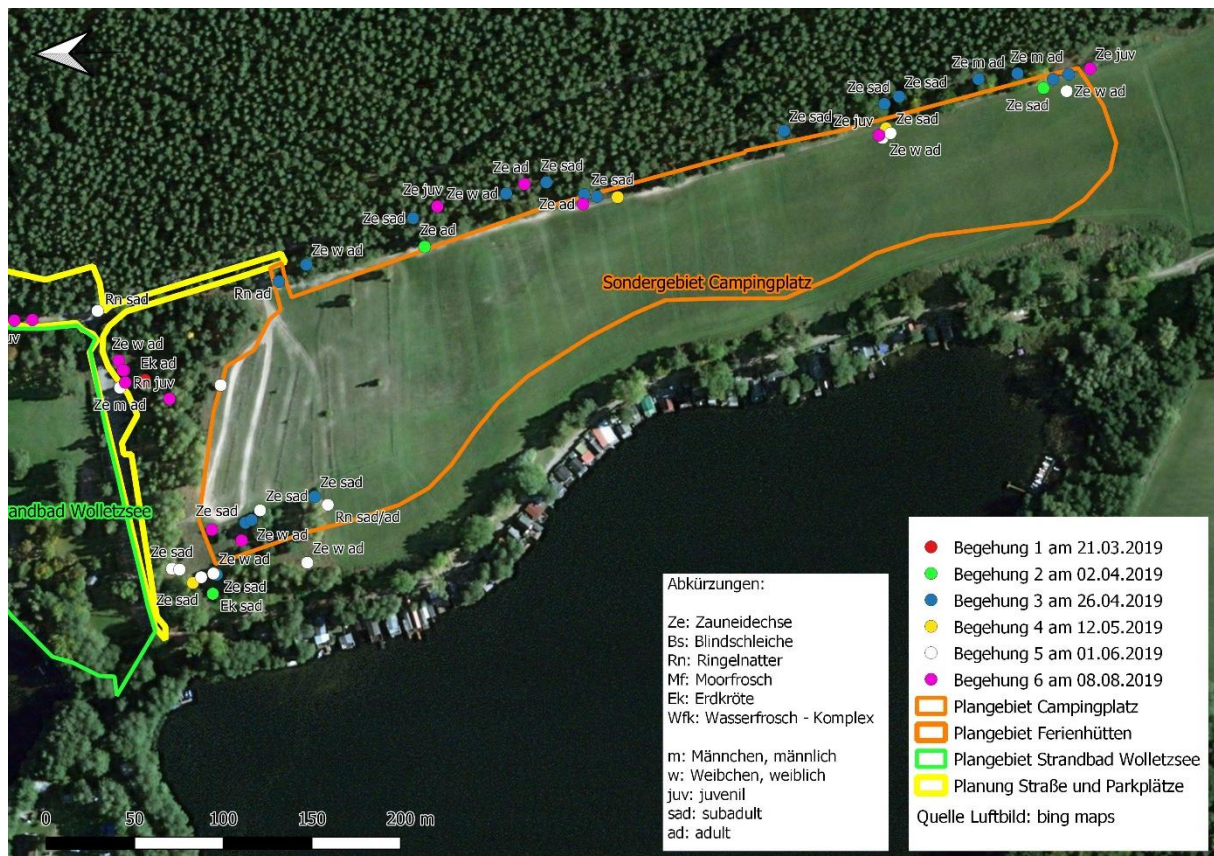 Ze juv
Ze m ad
Ze m ad
Ze w ad
Ze sad
Ze sad
Ze sad
Ze sad
Ze juv
Ze sad
Ze w ad
Ze ad
Ze sad
Ze juv
Ze w ad
Ze sad
Ze ad
Ze sad
Ze ad
Ze w ad
Rn ad
Sondergebiet Campingplatz
Rn sad
uv
Ze w ad
Ek ad
Rn juv
Ze m ad
Ze sad
Ze sad
Ze sad
Rn sad/ad
randbad Wolletzsee
Ze w ad
Ze sad
Ze w ad
Ze w ad
Ze sad
Ze sad
Ek sad
Abkürzungen:
Ze: Zauneidechse
Bs: Blindschleiche
Rn: Ringelnatter
Mf: Moorfrosch
Ek: Erdkröte
Wfk: Wasserfrosch - Komplex
m: Männchen, männlich
w: Weibchen, weiblich
juv: juvenil
sad: subadult
ad: adult
Begehung 1 am 21.03.2019
Begehung 2 am 02.04.2019
Begehung 3 am 26.04.2019
Begehung 4 am 12.05.2019
Begehung 5 am 01.06.2019
Begehung 6 am 08.08.2019
Plangebiet Campingplatz
Plangebiet Ferienhütten
Plangebiet Strandbad Wolletzsee
Planung Straße und Parkplätze
Quelle Luftbild: bing maps
0 50 100 200 m